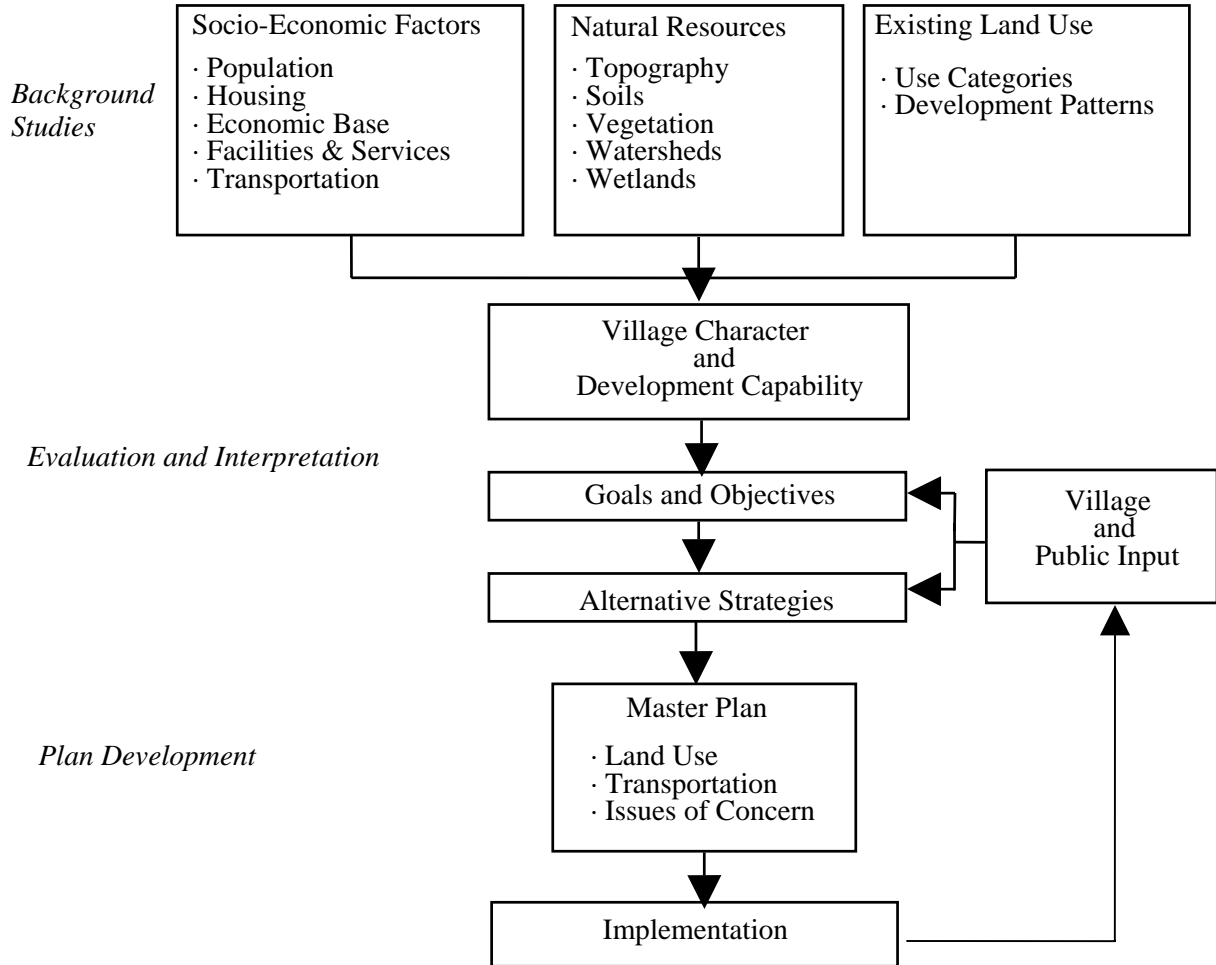 Background
Studies
Socio-Economic Factors
· Population
· Housing
· Economic Base
· Facilities & Services
· Transportation
Natural Resources
· Topography
· Soils
· Vegetation
· Watersheds
· Wetlands
Existing Land Use
· Use Categories
· Development Patterns
Village Character
and
Development Capability
Evaluation and Interpretation
Goals and Objectives
Village
and
Public Input
Alternative Strategies
Plan Development
Master Plan
· Land Use
· Transportation
· Issues of Concern
Implementation